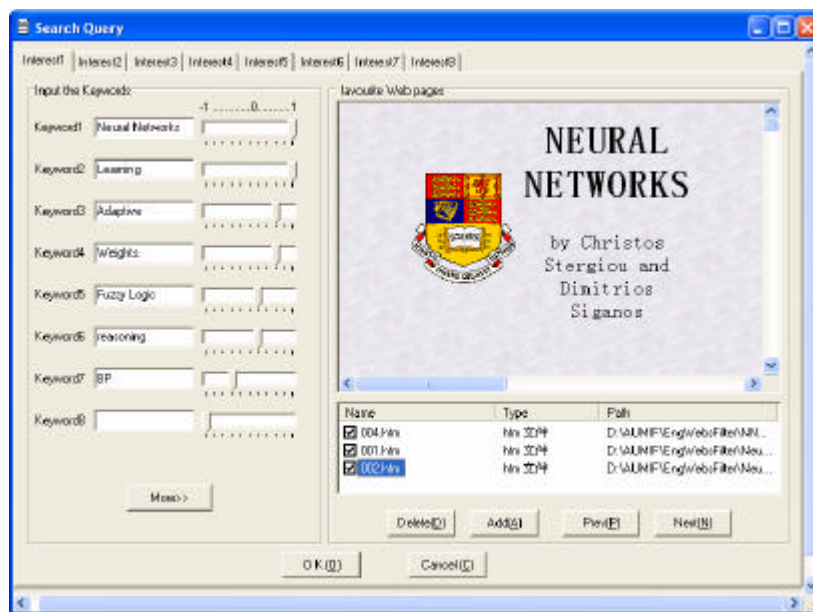 Search Query
Interest1 Interest2 Interest3 Interest4 Interest5 Interest6 Interest7 Interest8
Input the Keywords
-1 ........0.......1
Keyword1 Neural Networks
Keyword2 Learning
Keyword3 Adaptive
Keyword4 Weights
Keyword5 Fuzzy Logic
Keyword6 reasoning
Keyword7 BP
Keyword8
More>>
favourite Web pages
NEURAL
NETWORKS
by Christos
Stergiou and
Dimitrios
Siganos
Name Type Path
004.htm htm 文件 D:\AUMIF\EngWebsFilter\NN...
001.htm htm 文件 D:\AUMIF\EngWebsFilter\Neu...
002.htm htm 文件 D:\AUMIF\EngWebsFilter\Neu...
Delete(D) Add(A) Prev(P) Next(N)
OK(O) Cancel(C)